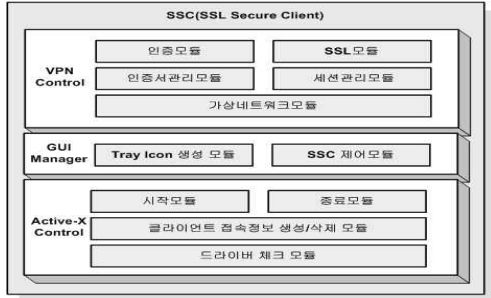 SSC(SSL Secure Client)
VPN Control
인증모듈
SSL모듈
인증서관리모듈
세션관리모듈
가상네트워크모듈
GUI Manager
Tray Icon 생성 모듈
SSC 제어모듈
Active-X Control
시작모듈
종료모듈
클라이언트 접속정보 생성/삭제 모듈
드라이버 체크 모듈